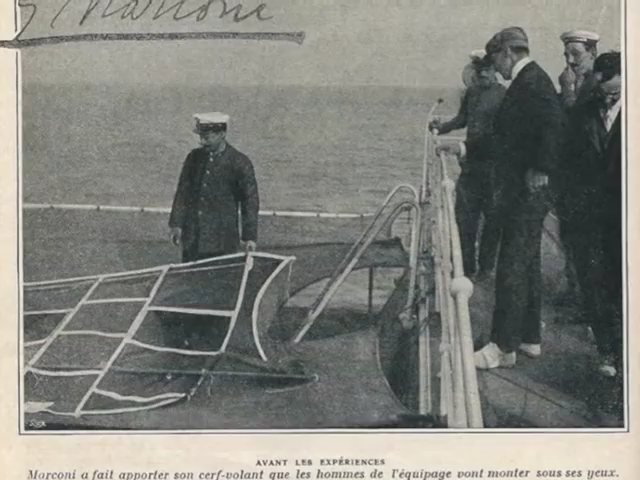 G Marconi
AVANT LES EXPÉRIENCES
Marconi a fait apporter son cerf-volant que les hommes de l'équipage vont monter sous ses yeux.